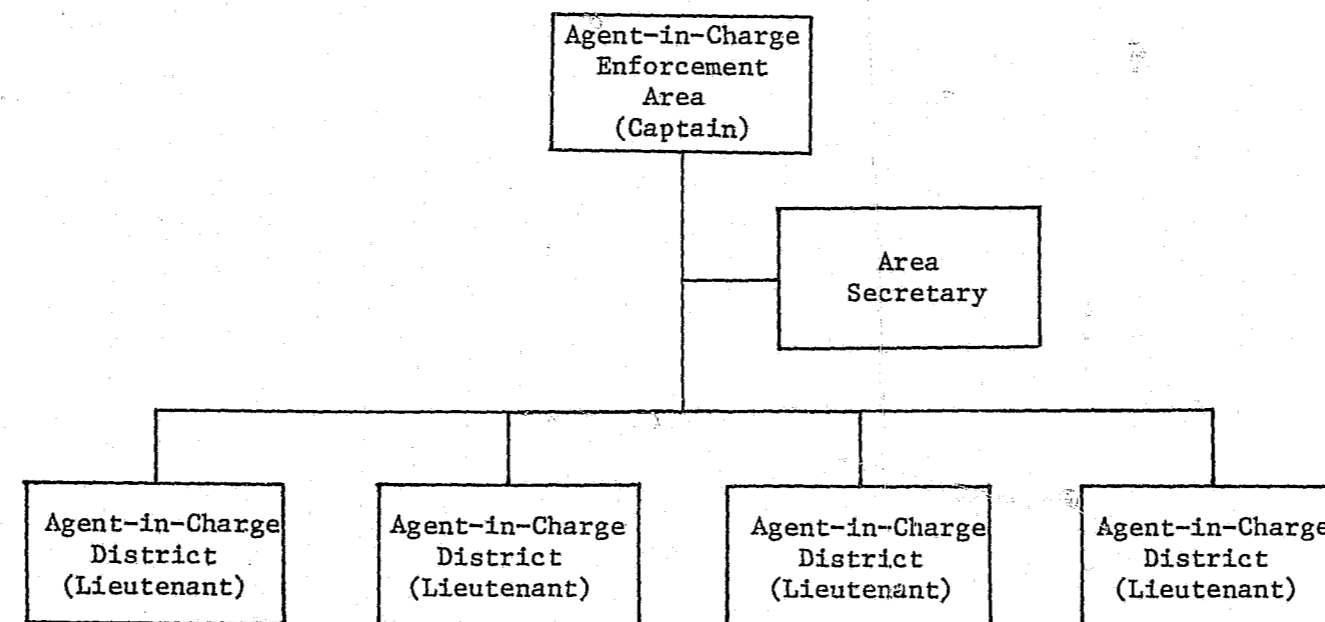 Agent-in-Charge
Enforcement
Area
(Captain)
Area
Secretary
Agent-in-Charge
District
(Lieutenant)
Agent-in-Charge
District
(Lieutenant)
Agent-in-Charge
District
(Lieutenant)
Agent-in-Charge
District
(Lieutenant)